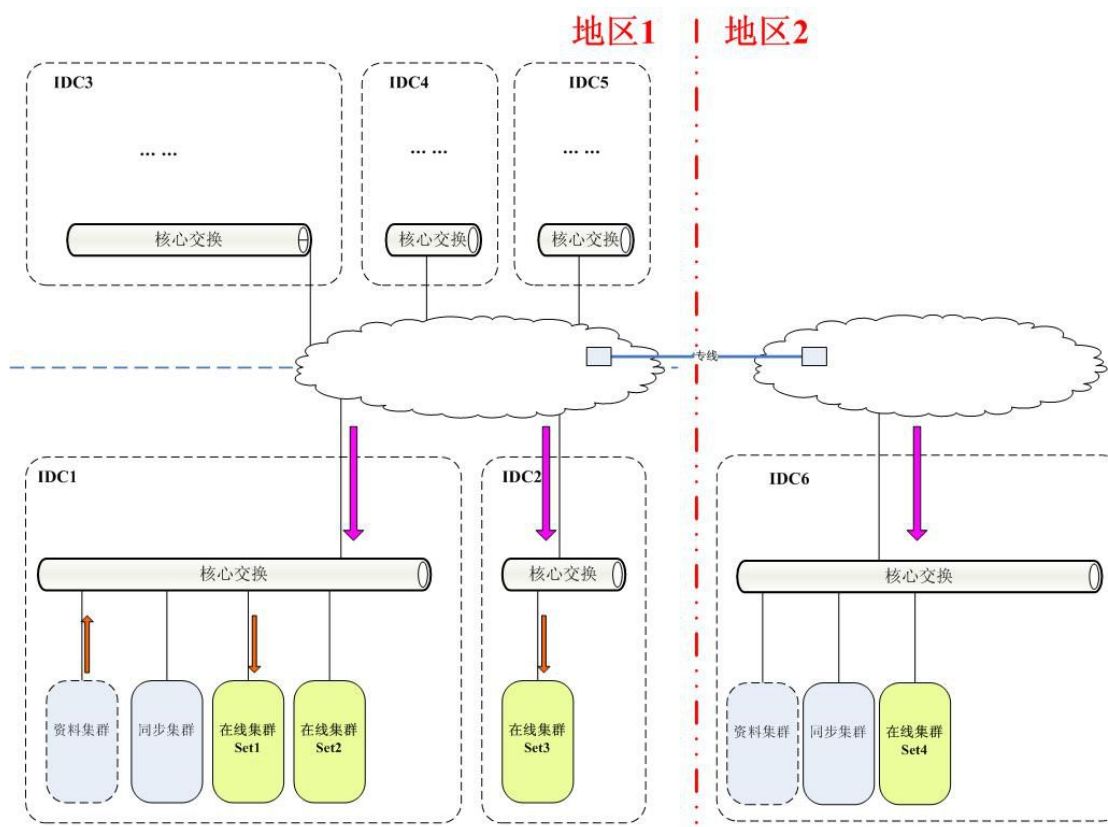 地区1
地区2
IDC3
IDC4
IDC5
... ...
... ...
... ...
核心交换
核心交换
核心交换
专线
IDC1
IDC2
IDC6
核心交换
核心交换
核心交换
资料集群
同步集群
在线集群
Set1
在线集群
Set2
在线集群
Set3
资料集群
同步集群
在线集群
Set4